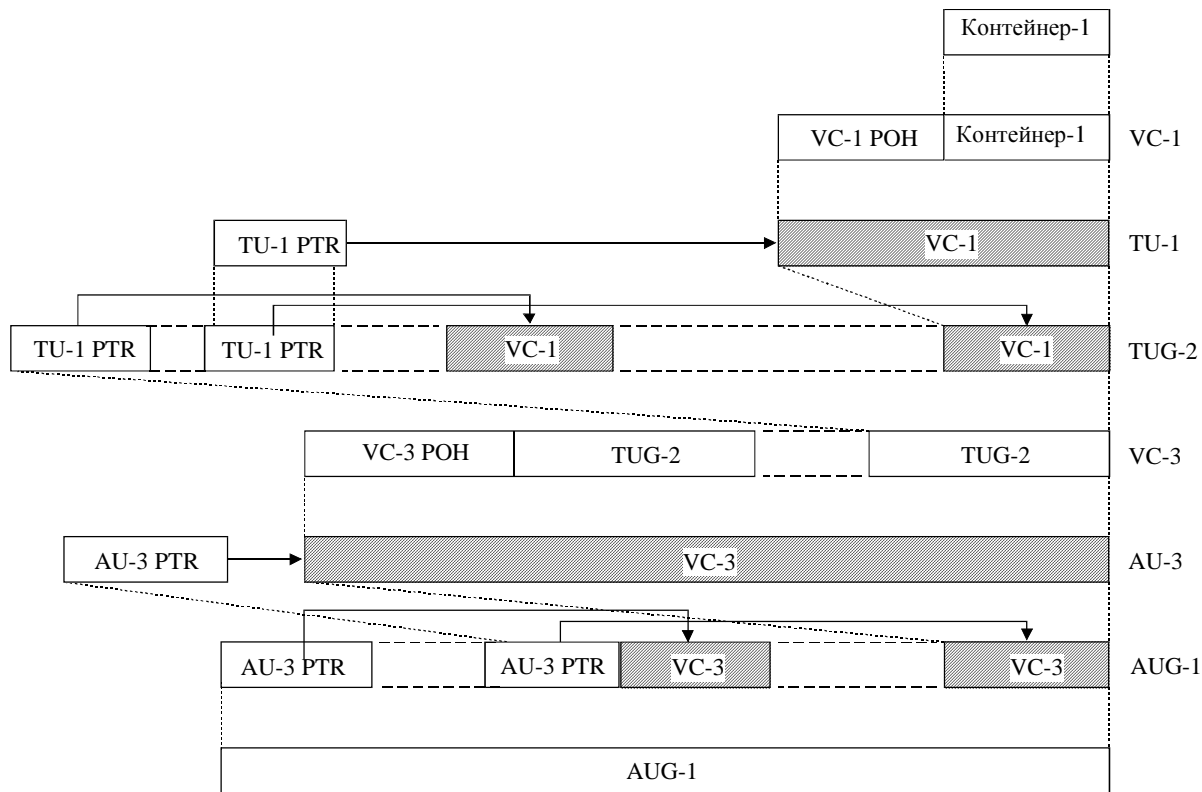 Контейнер-1
VC-1 POH Контейнер-1 VC-1
TU-1 PTR VC-1 TU-1
TU-1 PTR TU-1 PTR VC-1 VC-1 TUG-2
VC-3 POH TUG-2 TUG-2 VC-3
AU-3 PTR VC-3 AU-3
AU-3 PTR AU-3 PTR VC-3 VC-3 AUG-1
AUG-1